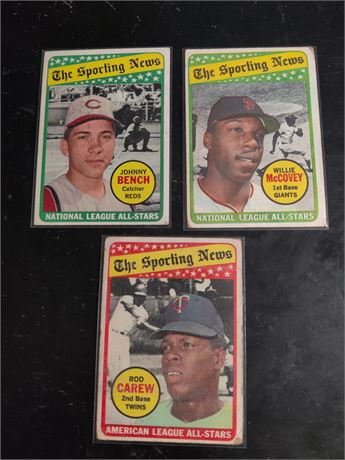 The Sporting News
JOHNNY
BENCH
Catcher
REDS
NATIONAL LEAGUE ALL-STARS
The Sporting News
WILLIE
McCOVEY
1st Base
GIANTS
NATIONAL LEAGUE ALL-STARS
The Sporting News
ROD
CAREW
2nd Base
TWINS
AMERICAN LEAGUE ALL-STARS